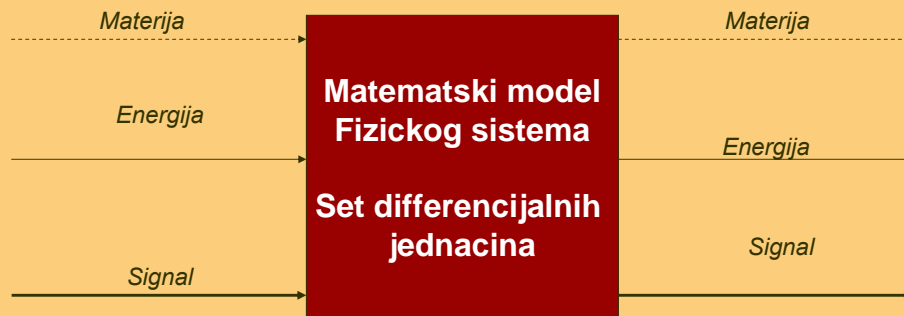 Materija
Materija
Matematski model
Energija
Fizickog sistema
Energija
Set differencijalnih
jednacina
Signal
Signal